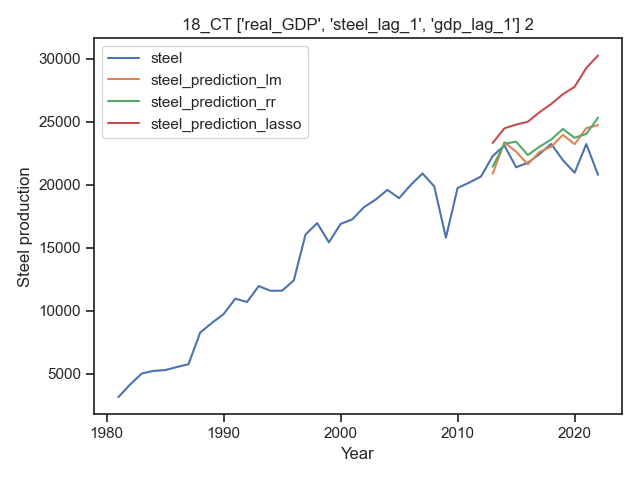 18_CT ['real_GDP', 'steel_lag_1', 'gdp_lag_1'] 2
steel
steel_prediction_lm
steel_prediction_rr
steel_prediction_lasso
30000
25000
20000
15000
10000
5000
Steel production
1980
1990
2000
2010
2020
Year